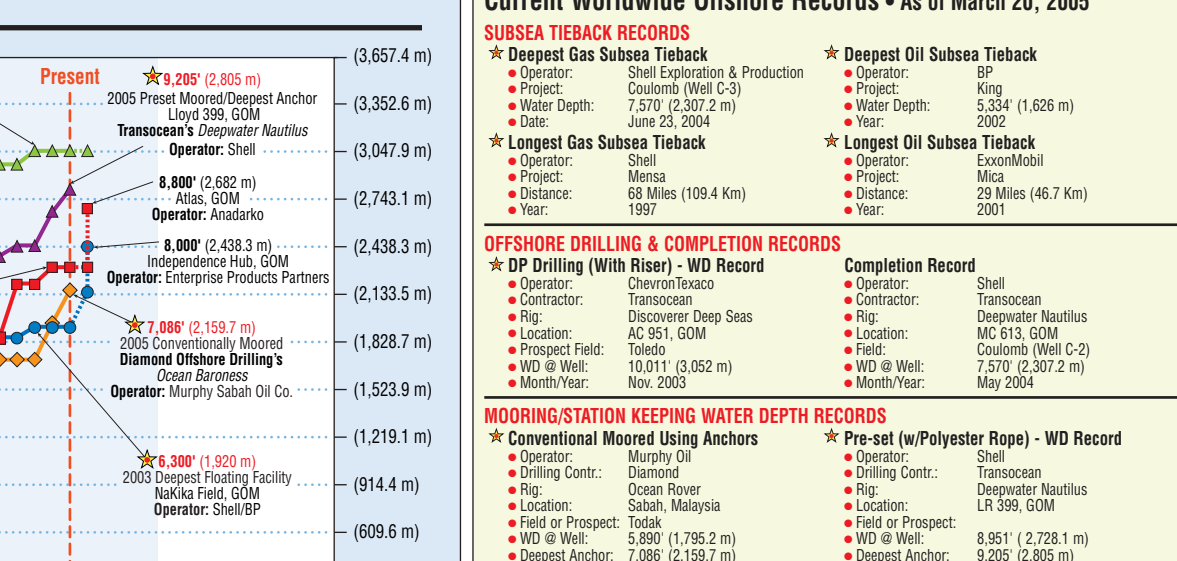 Present
9,205' (2,805 m)
2005 Preset Moored/Deepest Anchor
Lloyd 399, GOM
Transocean's Deepwater Nautilus
Operator: Shell
8,800' (2,682 m)
Atlas, GOM
Operator: Anadarko
8,000' (2,438.3 m)
Independence Hub, GOM
Operator: Enterprise Products Partners
7,086' (2,159.7 m)
2005 Conventionally Moored
Diamond Offshore Drilling's
Ocean Baroness
Operator: Murphy Sabah Oil Co.
6,300' (1,920 m)
2003 Deepest Floating Facility
NaKika Field, GOM
Operator: Shell/BP
(3,657.4 m)
(3,352.6 m)
(3,047.9 m)
(2,743.1 m)
(2,438.3 m)
(2,133.5 m)
(1,828.7 m)
(1,523.9 m)
(1,219.1 m)
(914.4 m)
(609.6 m)
Current Worldwide Offshore Records • As of March 20, 2005
SUBSEA TIEBACK RECORDS
Deepest Gas Subsea Tieback
• Operator: Shell Exploration & Production
• Project: Coulomb (Well C-3)
• Water Depth: 7,570' (2,307.2 m)
• Date: June 23, 2004
Longest Gas Subsea Tieback
• Operator: Shell
• Project: Mensa
• Distance: 68 Miles (109.4 Km)
• Year: 1997
Deepest Oil Subsea Tieback
• Operator: BP
• Project: King
• Water Depth: 5,334' (1,626 m)
• Year: 2002
Longest Oil Subsea Tieback
• Operator: ExxonMobil
• Project: Mica
• Distance: 29 Miles (46.7 Km)
• Year: 2001
OFFSHORE DRILLING & COMPLETION RECORDS
DP Drilling (With Riser) - WD Record
• Operator: ChevronTexaco
• Contractor: Transocean
• Rig: Discoverer Deep Seas
• Location: AC 951, GOM
• Prospect Field: Toledo
• WD @ Well: 10,011' (3,052 m)
• Month/Year: Nov. 2003
Completion Record
• Operator: Shell
• Contractor: Transocean
• Rig: Deepwater Nautilus
• Location: MC 613, GOM
• Field: Coulomb (Well C-2)
• WD @ Well: 7,570' (2,307.2 m)
• Month/Year: May 2004
MOORING/STATION KEEPING WATER DEPTH RECORDS
Conventional Moored Using Anchors
• Operator: Murphy Oil
• Drilling Contr.: Diamond
• Rig: Ocean Rover
• Location: Sabah, Malaysia
• Field or Prospect: Todak
• WD @ Well: 5,890' (1,795.2 m)
• Deepest Anchor: 7,086' (2,159.7 m)
Pre-set (w/Polyester Rope) - WD Record
• Operator: Shell
• Drilling Contr.: Transocean
• Rig: Deepwater Nautilus
• Location: LR 399, GOM
• Field or Prospect:
• WD @ Well: 8,951' ( 2,728.1 m)
• Deepest Anchor: 9,205' (2,805 m)